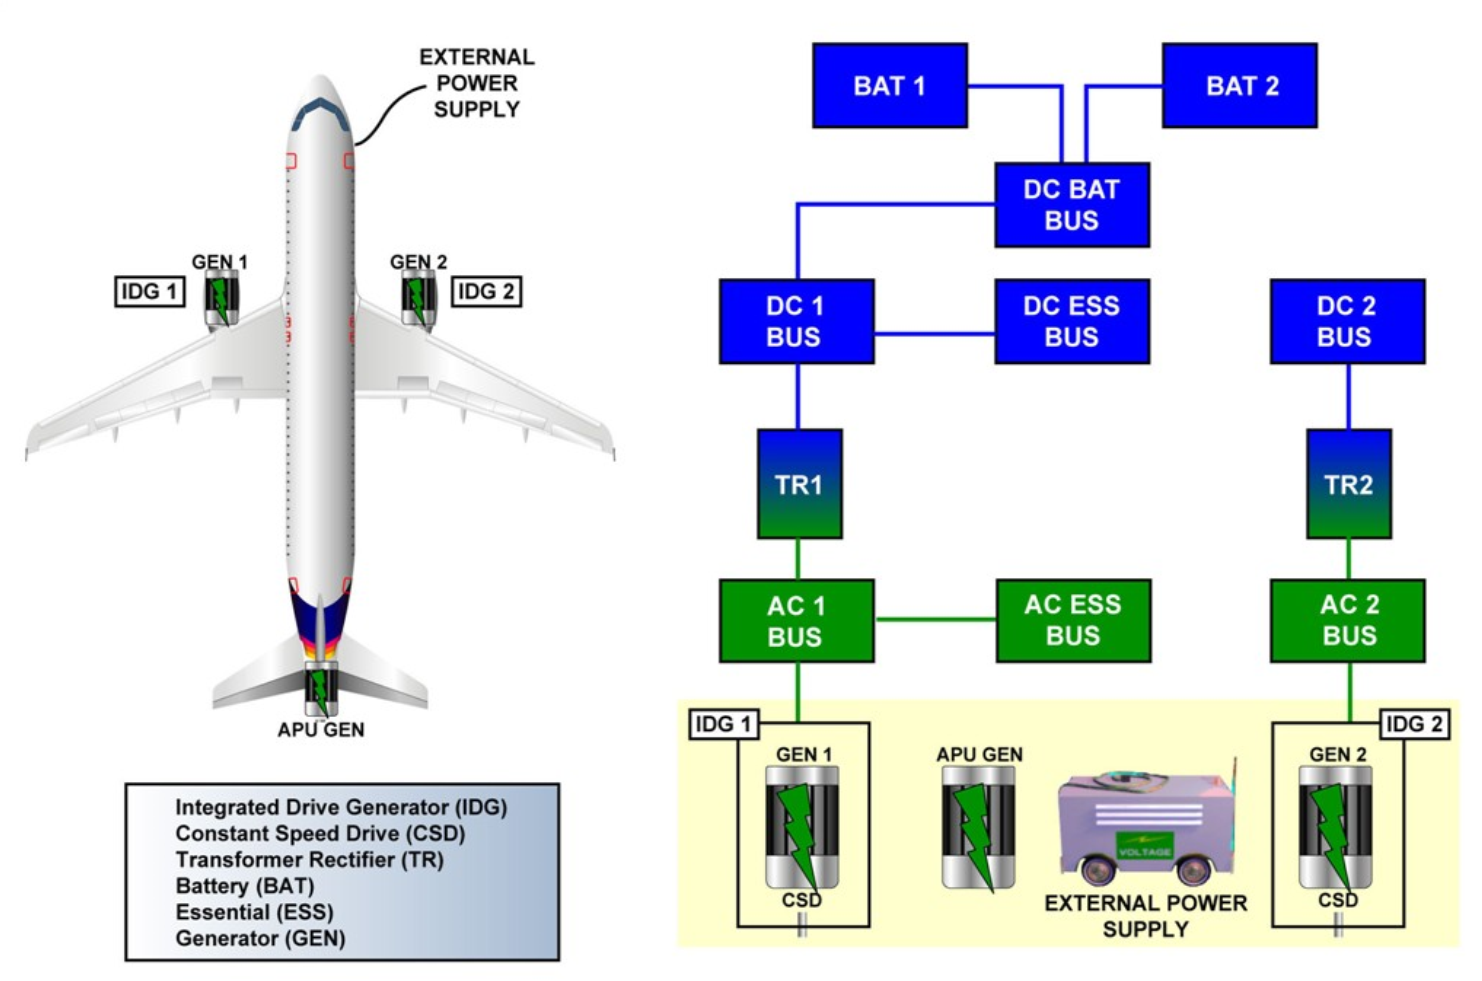 EXTERNAL
POWER
SUPPLY
GEN 1
GEN 2
IDG 1
IDG 2
APU GEN
Integrated Drive Generator (IDG)
Constant Speed Drive (CSD)
Transformer Rectifier (TR)
Battery (BAT)
Essential (ESS)
Generator (GEN)
BAT 1
BAT 2
DC BAT
BUS
DC 1
BUS
DC ESS
BUS
DC 2
BUS
TR1
TR2
AC 1
BUS
AC ESS
BUS
AC 2
BUS
IDG 1
GEN 1
CSD
APU GEN
VOLTAGE
EXTERNAL POWER
SUPPLY
IDG 2
GEN 2
CSD